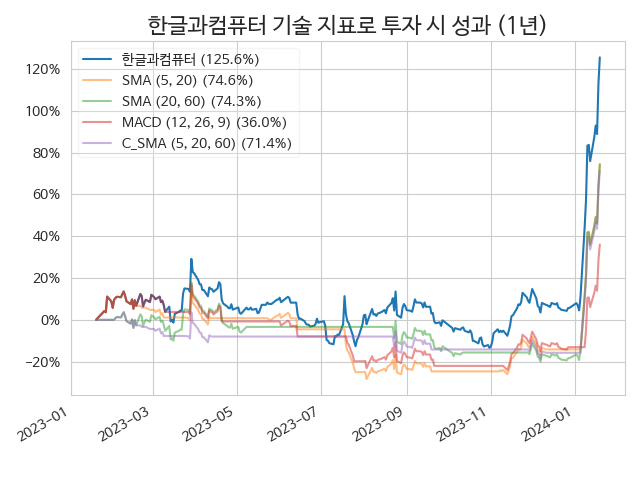 한글과컴퓨터 기술 지표로 투자 시 성과 (1년)
한글과컴퓨터 (125.6%)
SMA (5, 20) (74.6%)
SMA (20, 60) (74.3%)
MACD (12, 26, 9) (36.0%)
C_SMA (5, 20, 60) (71.4%)
120%
100%
80%
60%
40%
20%
0%
−20%
2023−01
2023−03
2023−05
2023−07
2023−09
2023−11
2024−01